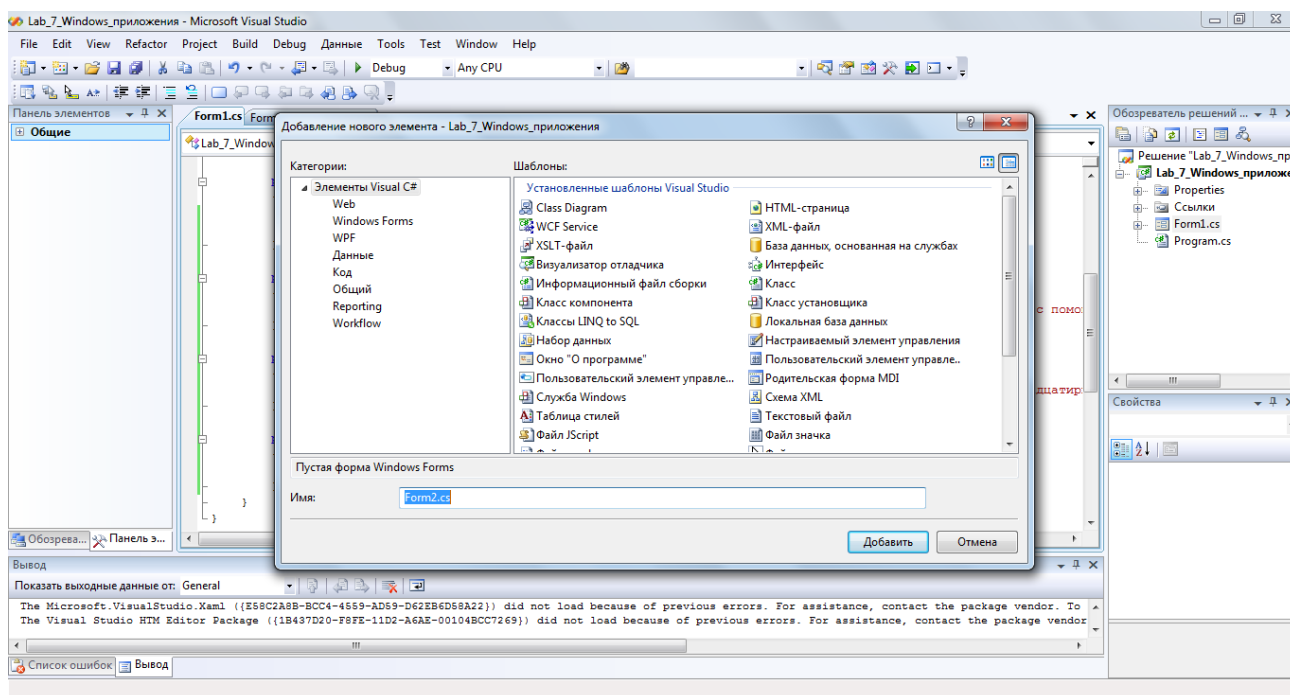 Lab_7_Windows_приложения - Microsoft Visual Studio
File Edit View Refactor Project Build Debug Данные Tools Test Window Help
Debug Any CPU
Панель элементов
Общие
Form1.cs Form
Lab_7_Window
Добавление нового элемента - Lab_7_Windows_приложения
Категории:
Элементы Visual C#
Web
Windows Forms
WPF
Данные
Код
Общий
Reporting
Workflow
Шаблоны:
Установленные шаблоны Visual Studio
Class Diagram HTML-страница
WCF Service XML-файл
XSLT-файл База данных, основанная на службах
Визуализатор отладчика Интерфейс
Информационный файл сборки Класс
Класс компонента Класс установщика
Классы LINQ to SQL Локальная база данных
Набор данных Настраиваемый элемент управления
Окно "О программе" Пользовательский элемент управле..
Пользовательский элемент управле... Родительская форма MDI
Служба Windows Схема XML
Таблица стилей Текстовый файл
Файл JScript Файл значка
Пустая форма Windows Forms
Имя: Form2.cs
Добавить Отмена
с помо
дцатир
}
}
Обозреватель решений ...
Решение "Lab_7_Windows_пр
Lab_7_Windows_приложе
Properties
Ссылки
Form1.cs
Program.cs
Свойства
Обозрева... Панель э...
Вывод
Показать выходные данные от: General
The Microsoft.VisualStudio.Xaml ({E58C2A8B-BCC4-4559-AD59-D62EB6D58A22}) did not load because of previous errors. For assistance, contact the package vendor. To
The Visual Studio HTM Editor Package ({1B437D20-F8FE-11D2-A6AE-00104BCC7269}) did not load because of previous errors. For assistance, contact the package vendor
Список ошибок Вывод